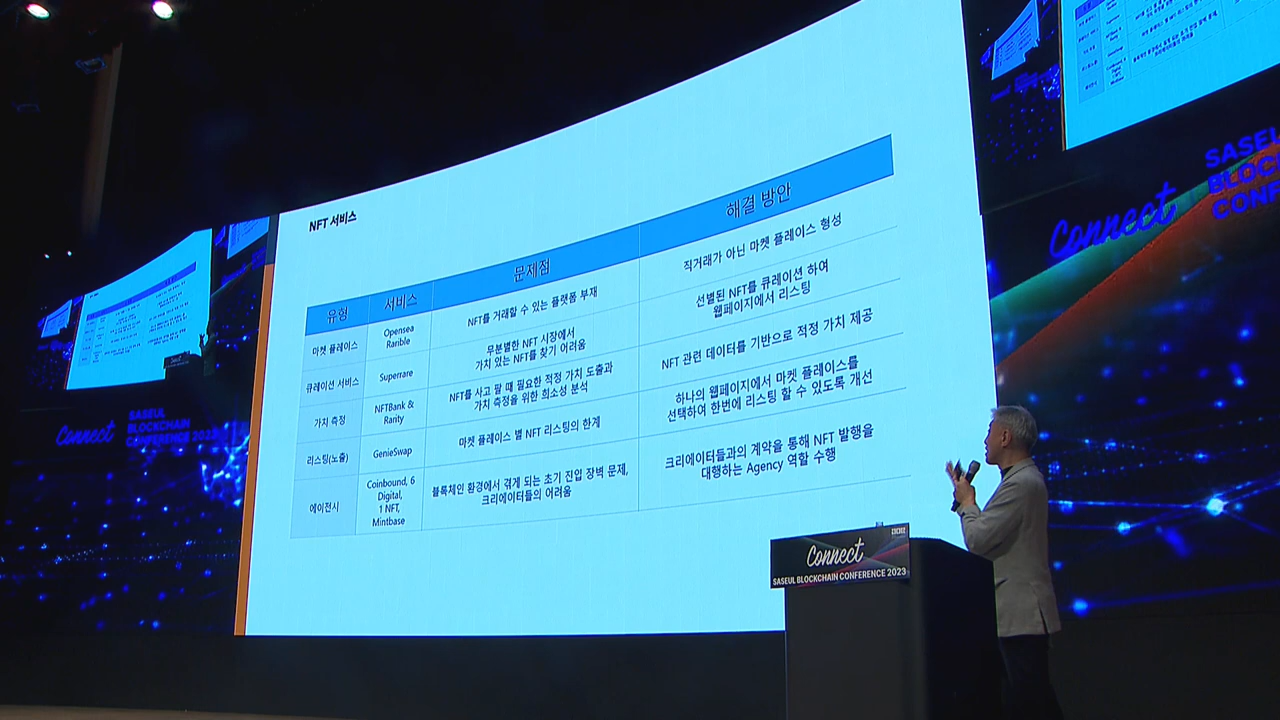 NFT 서비스
유형
서비스
문제점
해결 방안
마켓 플레이스
Opensea
Rarible
NFT를 거래할 수 있는 플랫폼 부재
직거래가 아닌 마켓 플레이스 형성
큐레이션 서비스
Superrare
무분별한 NFT 시장에서
가치 있는 NFT를 찾기 어려움
선별된 NFT를 큐레이션 하여
웹페이지에서 리스팅
가치 측정
NFTBank &
Rarity
NFT를 사고 팔 때 필요한 적정 가치 도출과
가치 측정을 위한 희소성 분석
NFT 관련 데이터를 기반으로 적정 가치 제공
리스팅(노출)
GenieSwap
마켓 플레이스 별 NFT 리스팅의 한계
하나의 웹페이지에서 마켓 플레이스를
선택하여 한번에 리스팅 할 수 있도록 개선
에이전시
Coinbound, 6
Digital,
1 NFT,
Mintbase
블록체인 환경에서 겪게 되는 초기 진입 장벽 문제,
크리에이터들의 어려움
크리에이터들과의 계약을 통해 NFT 발행을
대행하는 Agency 역할 수행
Connect
SASEUL
BLOCKCHAIN
CONFERENCE 2023
Connect
SASEUL BLOCKCHAIN CONFERENCE 2023
Connect